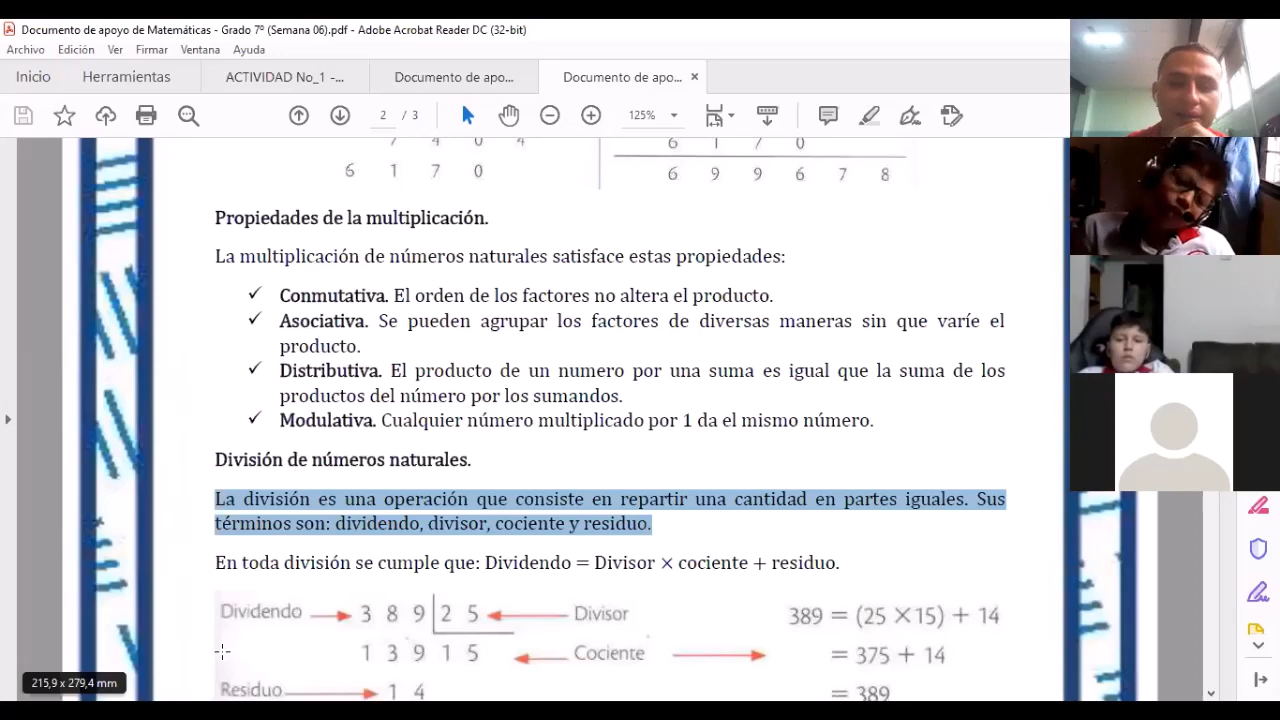 Documento de apoyo de Matemáticas - Grado 7º (Semana 06).pdf - Adobe Acrobat Reader DC (32-bit)
Archivo Edición Ver Firmar Ventana Ayuda
Inicio Herramientas ACTIVIDAD No_1 -... Documento de apo... Documento de apo... ×
2 / 3 125%
7 4 0 4 6 1 7 0
6 1 7 0 6 9 9 6 7 8
Propiedades de la multiplicación.
La multiplicación de números naturales satisface estas propiedades:
✓ Conmutativa. El orden de los factores no altera el producto.
✓ Asociativa. Se pueden agrupar los factores de diversas maneras sin que varíe el
producto.
✓ Distributiva. El producto de un numero por una suma es igual que la suma de los
productos del número por los sumandos.
✓ Modulativa. Cualquier número multiplicado por 1 da el mismo número.
División de números naturales.
La división es una operación que consiste en repartir una cantidad en partes iguales. Sus
términos son: dividendo, divisor, cociente y residuo.
En toda división se cumple que: Dividendo = Divisor × cociente + residuo.
Dividendo 3 8 9 2 5 Divisor 389 = (25 ×15) + 14
1 3 9 1 5 Cociente = 375 + 14
Residuo 1 4 = 389
215,9 x 279,4 mm